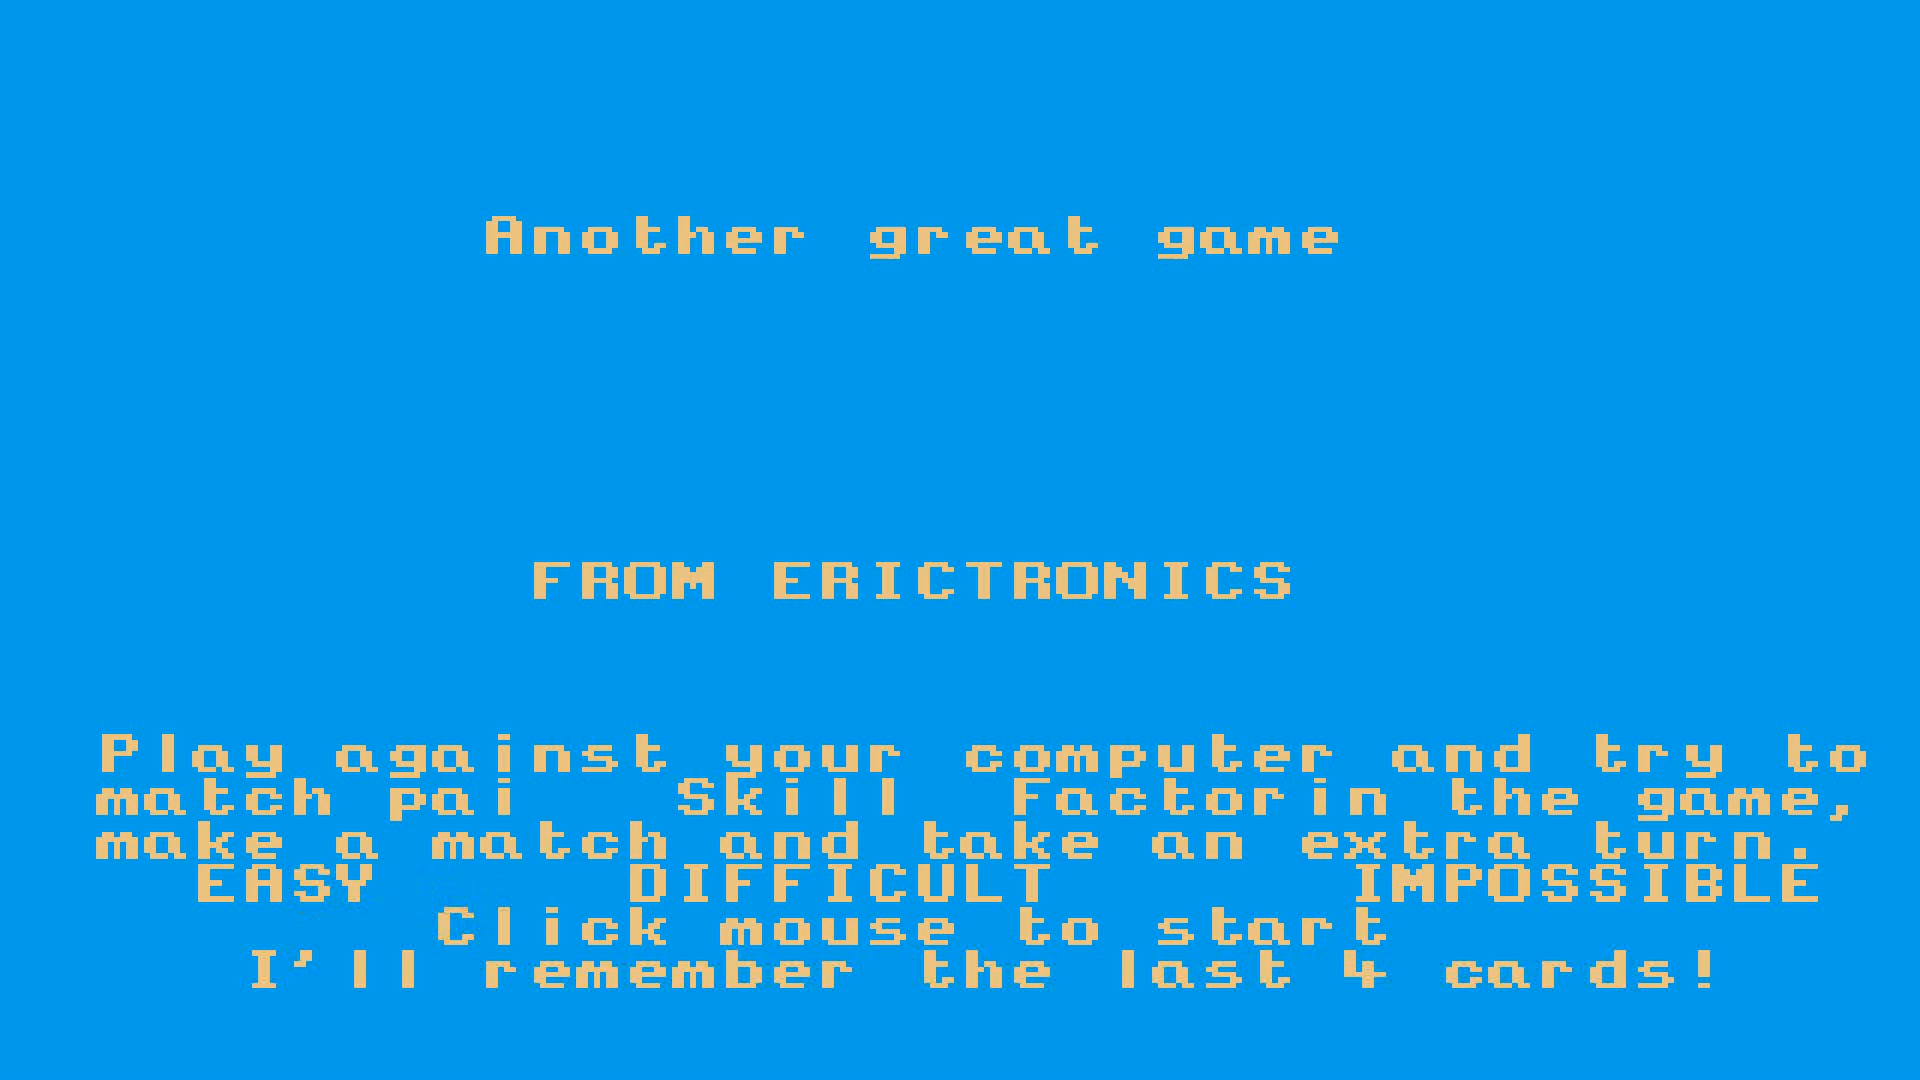 Another great game
FROM ERICTRONICS
Play against your computer and try to
match pai   Skill  Factorin the game,
make a match and take an extra turn.
EASY     DIFFICULT      IMPOSSIBLE
Click mouse to start
I'll remember the last 4 cards!